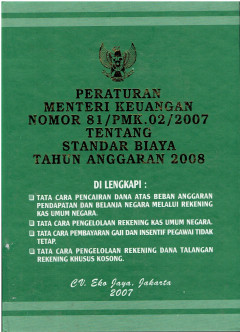 PERATURAN
MENTERI KEUANGAN
NOMOR 81/PMK.02/2007
TENTANG
STANDAR BIAYA
TAHUN ANGGARAN 2008
DI LENGKAPI :
TATA CARA PENCAIRAN DANA ATAS BEBAN ANGGARAN
PENDAPATAN DAN BELANJA NEGARA MELALUI REKENING
KAS UMUM NEGARA.
TATA CARA PENGELOLAAN REKENING KAS UMUM NEGARA.
TATA CARA PEMBAYARAN GAJI DAN INSENTIF PEGAWAI TIDAK
TETAP.
TATA CARA PENGELOLAAN REKENING DANA TALANGAN
REKENING KHUSUS KOSONG.
CV. Eko Jaya, Jakarta
2007